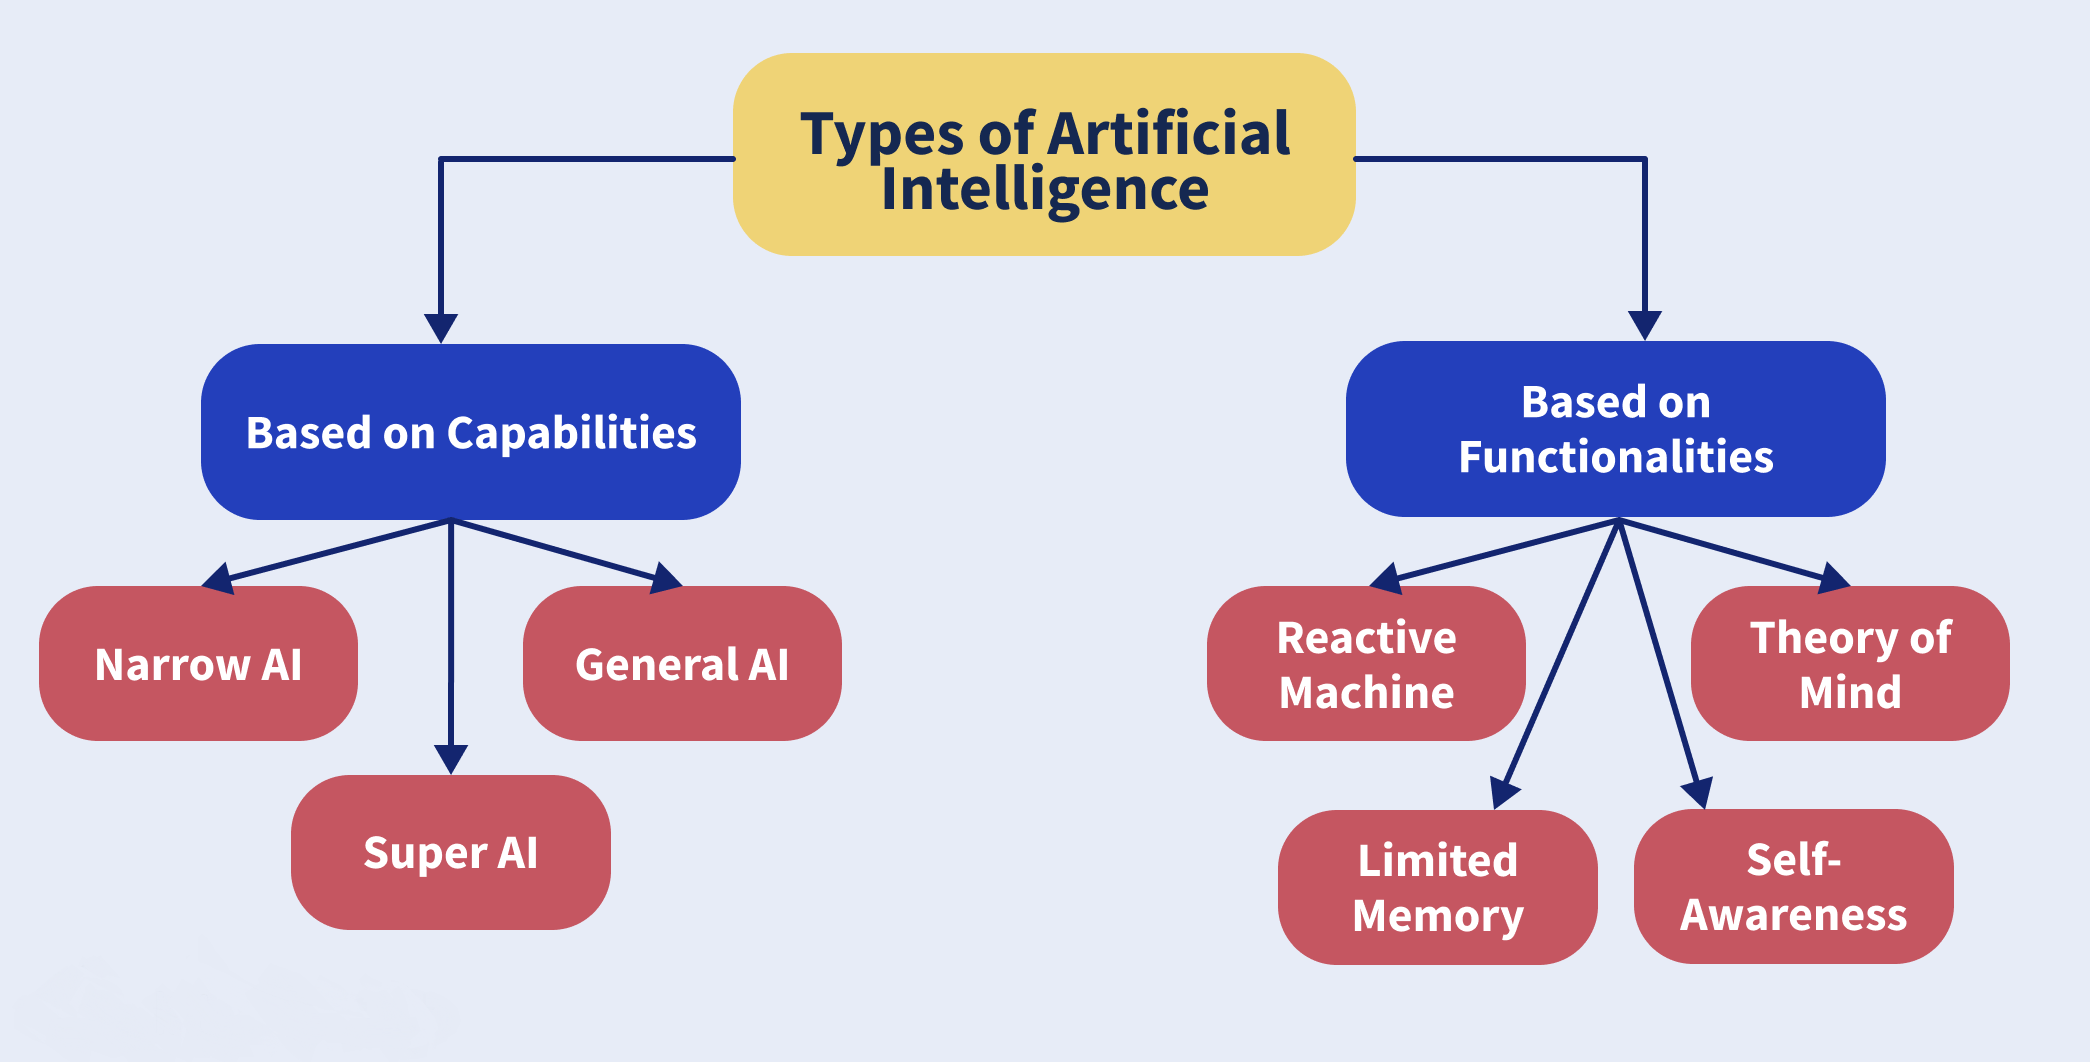 Types of Artificial
Intelligence
Based on Capabilities
Based on
Functionalities
Narrow AI
General AI
Super AI
Reactive
Machine
Theory of
Mind
Limited
Memory
Self-
Awareness